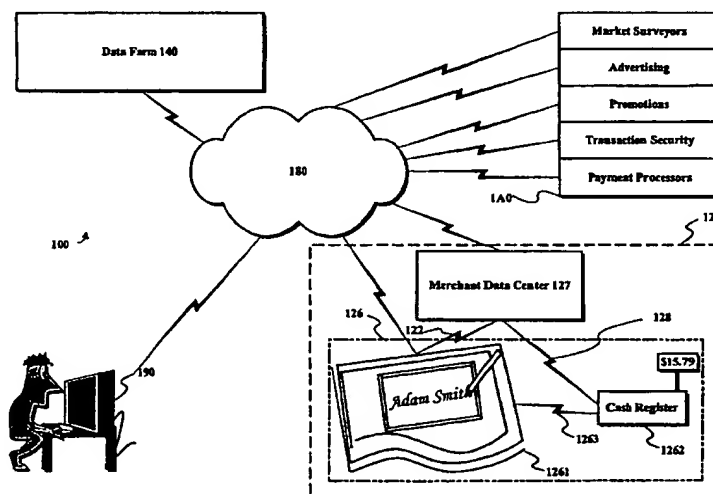 Data Farm 140
Market Surveyors
Advertising
Promotions
Transaction Security
Payment Processors
1A0
180
100
12
Merchant Data Center 127
126
122
128
$15.79
190
Adam Smith
Cash Register
1263
1262
1261